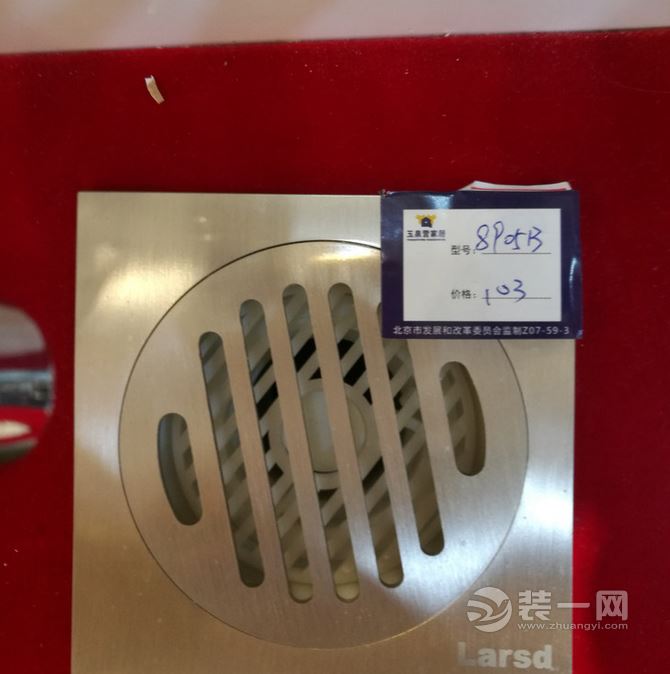 玉泉营家居
型号: 8905B
价格: 103
北京市发展和改革委员会监制Z07-59-3
装一网
www.zhuangyi.com
Larsd